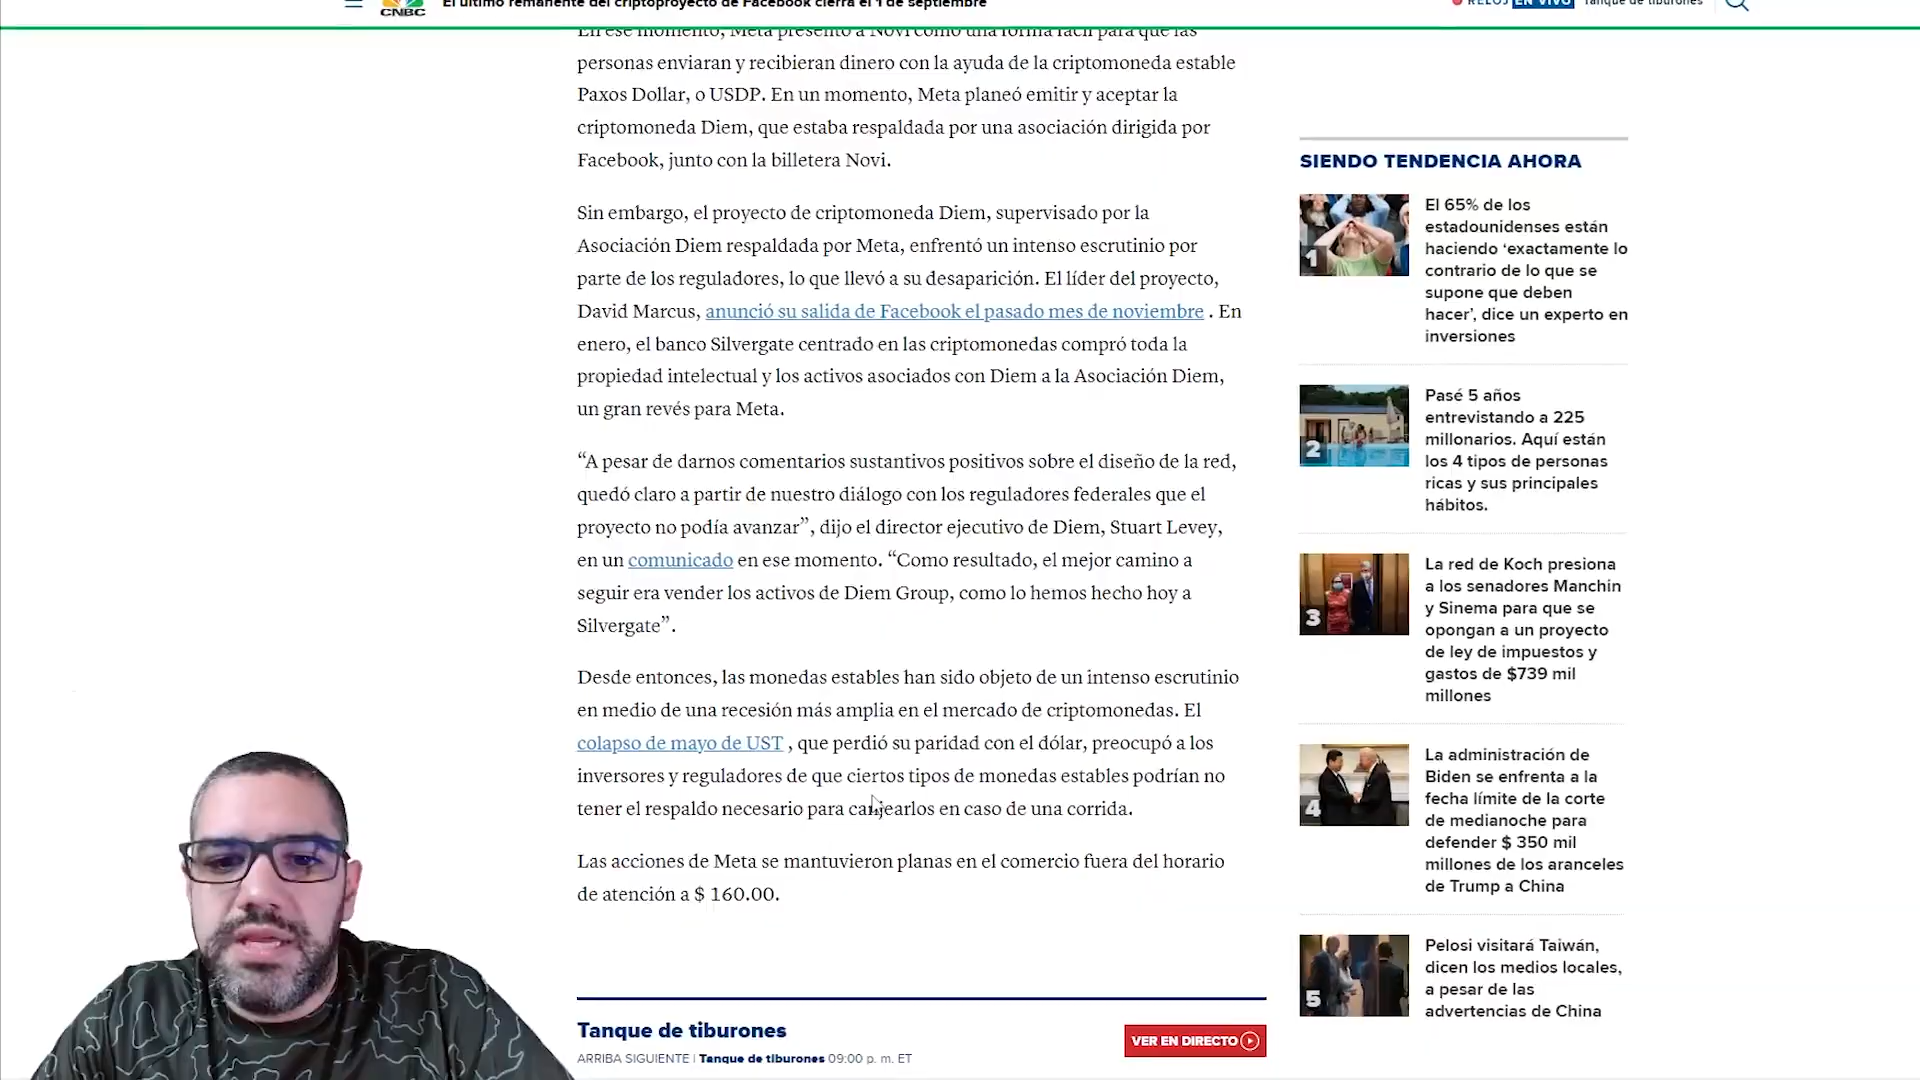 CNBC
El último remanente del criptoproyecto de Facebook cierra el 1 de septiembre
RELOJ EN VIVO
Tanque de tiburones
En ese momento, Meta presentó a Novi como una forma fácil para que las
personas enviaran y recibieran dinero con la ayuda de la criptomoneda estable
Paxos Dollar, o USDP. En un momento, Meta planeó emitir y aceptar la
criptomoneda Diem, que estaba respaldada por una asociación dirigida por
Facebook, junto con la billetera Novi.
Sin embargo, el proyecto de criptomoneda Diem, supervisado por la
Asociación Diem respaldada por Meta, enfrentó un intenso escrutinio por
parte de los reguladores, lo que llevó a su desaparición. El líder del proyecto,
David Marcus, anunció su salida de Facebook el pasado mes de noviembre . En
enero, el banco Silvergate centrado en las criptomonedas compró toda la
propiedad intelectual y los activos asociados con Diem a la Asociación Diem,
un gran revés para Meta.
“A pesar de darnos comentarios sustantivos positivos sobre el diseño de la red,
quedó claro a partir de nuestro diálogo con los reguladores federales que el
proyecto no podía avanzar”, dijo el director ejecutivo de Diem, Stuart Levey,
en un comunicado en ese momento. “Como resultado, el mejor camino a
seguir era vender los activos de Diem Group, como lo hemos hecho hoy a
Silvergate”.
Desde entonces, las monedas estables han sido objeto de un intenso escrutinio
en medio de una recesión más amplia en el mercado de criptomonedas. El
colapso de mayo de UST , que perdió su paridad con el dólar, preocupó a los
inversores y reguladores de que ciertos tipos de monedas estables podrían no
tener el respaldo necesario para canjearlos en caso de una corrida.
Las acciones de Meta se mantuvieron planas en el comercio fuera del horario
de atención a $ 160.00.
Tanque de tiburones
ARRIBA SIGUIENTE | Tanque de tiburones 09:00 p. m. ET
VER EN DIRECTO
SIENDO TENDENCIA AHORA
1
El 65% de los
estadounidenses están
haciendo ‘exactamente lo
contrario de lo que se
supone que deben
hacer’, dice un experto en
inversiones
2
Pasé 5 años
entrevistando a 225
millonarios. Aquí están
los 4 tipos de personas
ricas y sus principales
hábitos.
3
La red de Koch presiona
a los senadores Manchin
y Sinema para que se
opongan a un proyecto
de ley de impuestos y
gastos de $739 mil
millones
4
La administración de
Biden se enfrenta a la
fecha límite de la corte
de medianoche para
defender $ 350 mil
millones de los aranceles
de Trump a China
5
Pelosi visitará Taiwán,
dicen los medios locales,
a pesar de las
advertencias de China